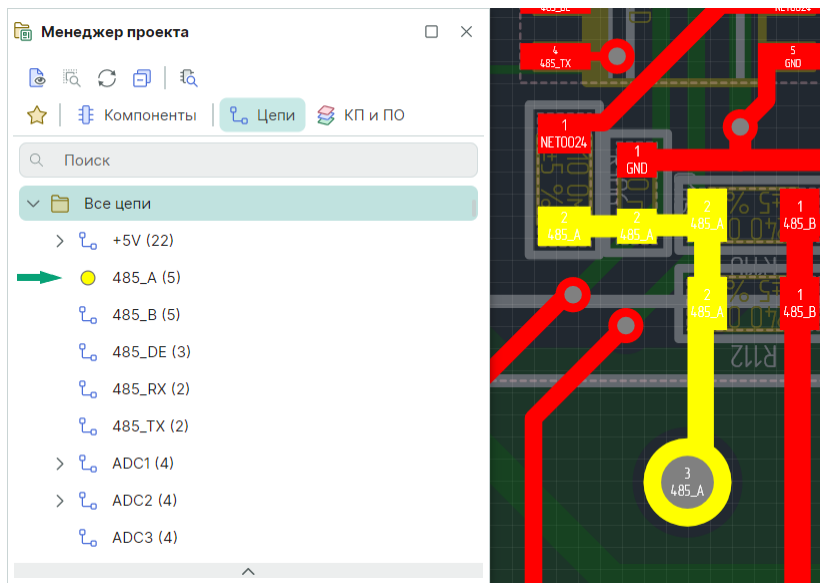 Менеджер проекта
Компоненты
Цепи
КП и ПО
Поиск
Все цепи
+5V (22)
485_A (5)
485_B (5)
485_DE (3)
485_RX (2)
485_TX (2)
ADC1 (4)
ADC2 (4)
ADC3 (4)
4
485_TX
5
GND
1
NET0024
1
GND
2
485_A
2
485_A
2
485_A
1
485_B
2
485_A
1
485_B
R112
3
485_A